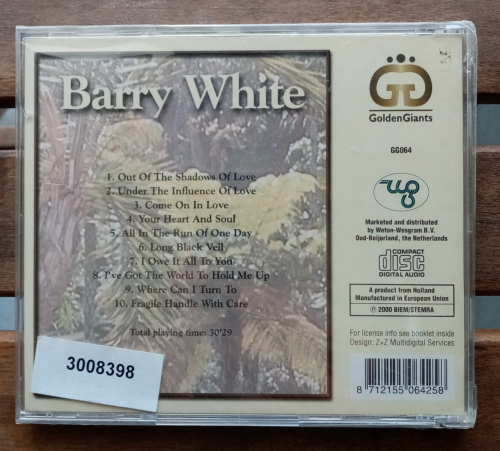 Barry White
1. Out Of The Shadows Of Love
2. Under The Influence Of Love
3. Come On In Love
4. Your Heart And Soul
5. All In The Run Of One Day
6. Long Black Veil
7. I Owe It All To You
8. I've Got The World To Hold Me Up
9. Where Can I Turn To
10. Fragile Handle With Care
Total playing time: 30'29
3008398
GoldenGiants
GG064
Marketed and distributed
by Weton-Wesgram B.V.
Oud-Beijerland, the Netherlands
COMPACT
disc
DIGITAL AUDIO
A product from Holland
Manufactured in European Union
℗ 2000 BIEM/STEMRA
For license info see booklet inside
Design: Z+Z Multidigital Services
8 712155 064258